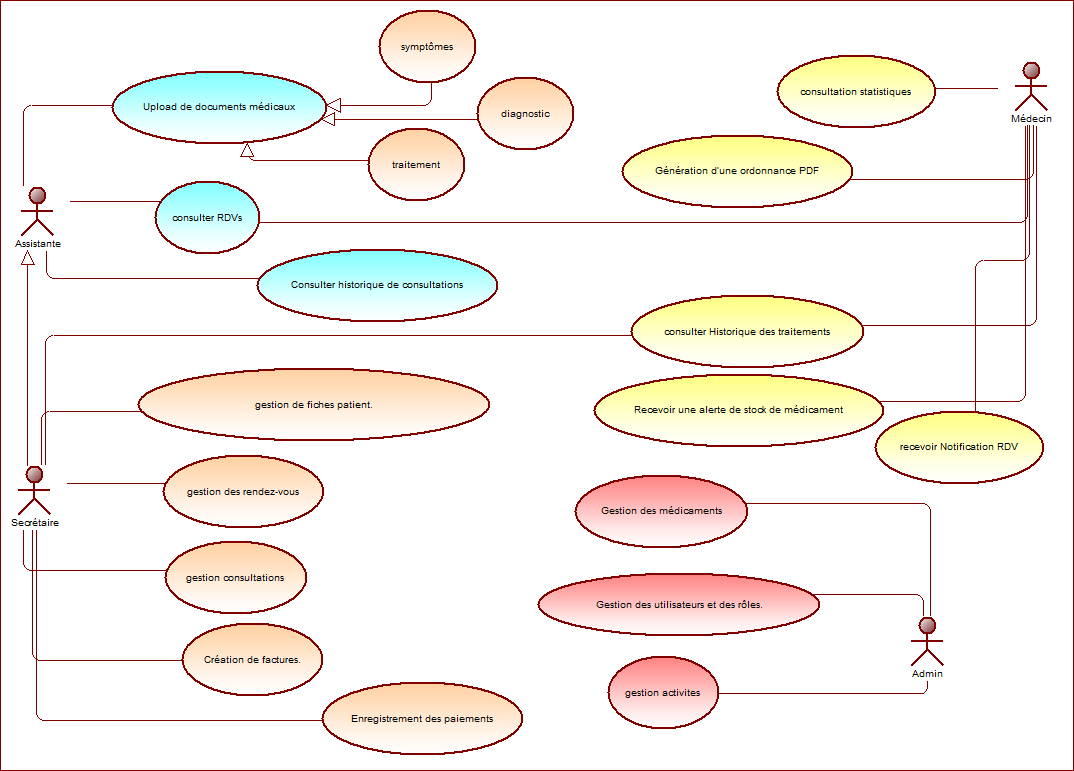 symptômes
Upload de documents médicaux
diagnostic
traitement
consultation statistiques
Médecin
Génération d'une ordonnance PDF
consulter RDVs
Assistante
Consulter historique de consultations
consulter Historique des traitements
gestion de fiches patient.
Recevoir une alerte de stock de médicament
recevoir Notification RDV
gestion des rendez-vous
Secrétaire
Gestion des médicaments
gestion consultations
Gestion des utilisateurs et des rôles.
Création de factures.
Admin
gestion activites
Enregistrement des paiements